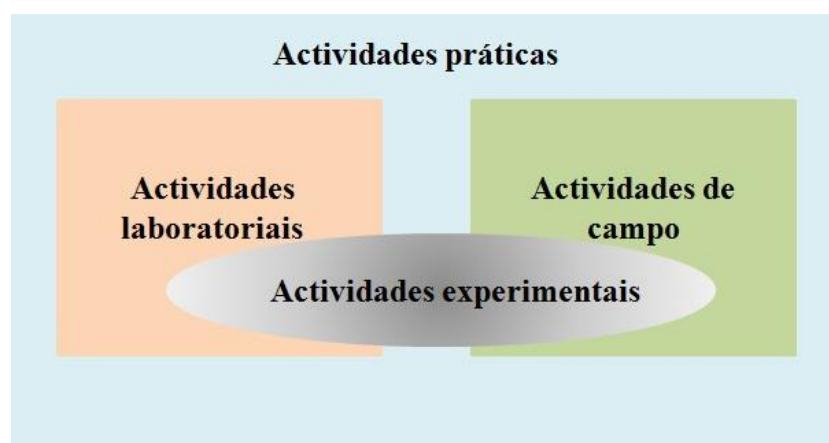 Actividades práticas
Actividades
laboratoriais
Actividades de
campo
Actividades experimentais